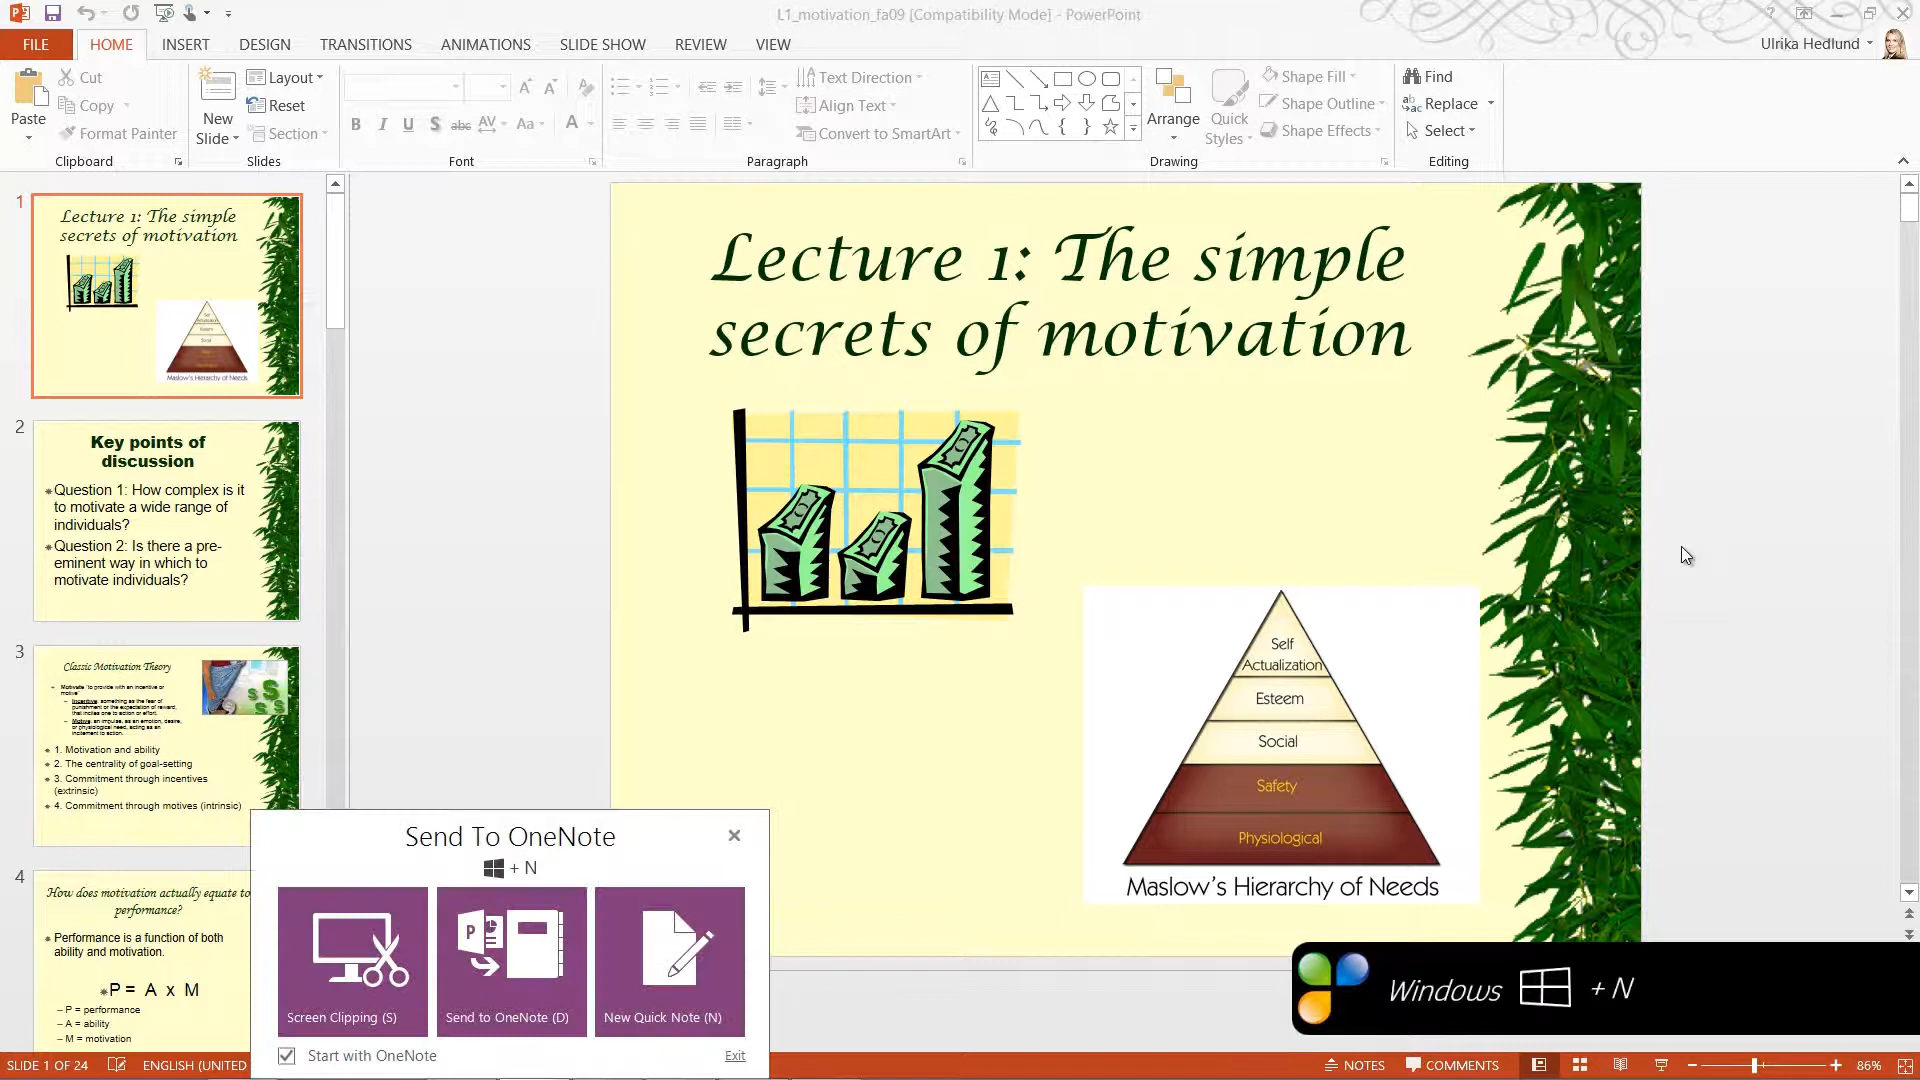 L1_motivation_fa09 [Compatibility Mode] - PowerPoint
FILE
HOME
INSERT
DESIGN
TRANSITIONS
ANIMATIONS
SLIDE SHOW
REVIEW
VIEW
Ulrika Hedlund
Paste
Cut
Copy
Format Painter
Clipboard
New
Slide
Layout
Reset
Section
Slides
Font
Text Direction
Align Text
Convert to SmartArt
Paragraph
Arrange
Quick
Styles
Shape Fill
Shape Outline
Shape Effects
Drawing
Find
Replace
Select
Editing
1
Lecture 1: The simple
secrets of motivation
Maslow's Hierarchy of Needs
2
Key points of
discussion
Question 1: How complex is it
to motivate a wide range of
individuals?
Question 2: Is there a pre-
eminent way in which to
motivate individuals?
3
Classic Motivation Theory
Motivate "to provide with an incentive or
motive"
– Incentive: something as the fear of
punishment or the expectation of reward,
that incites one to action or effort.
– Motive: an impulse, as an emotion, desire,
or physiological need, acting as an
incitement to action.
1. Motivation and ability
2. The centrality of goal-setting
3. Commitment through incentives
(extrinsic)
4. Commitment through motives (intrinsic)
4
How does motivation actually equate to
performance?
Performance is a function of both
ability and motivation.
P = A x M
– P = performance
– A = ability
– M = motivation
Lecture 1: The simple
secrets of motivation
Self
Actualization
Esteem
Social
Safety
Physiological
Maslow's Hierarchy of Needs
Send To OneNote
+ N
Screen Clipping (S)
Send to OneNote (D)
New Quick Note (N)
Start with OneNote
Exit
Windows + N
SLIDE 1 OF 24
ENGLISH (UNITED
NOTES
COMMENTS
86%